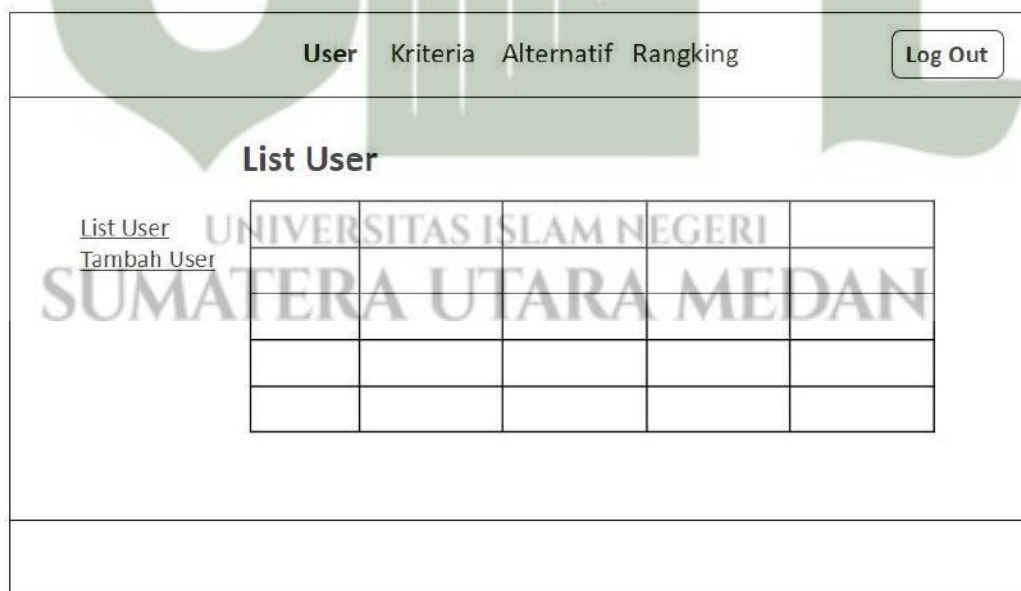 User Kriteria Alternatif Rangking Log Out
List User
List User
Tambah User
UNIVERSITAS ISLAM NEGERI
SUMATERA UTARA MEDAN